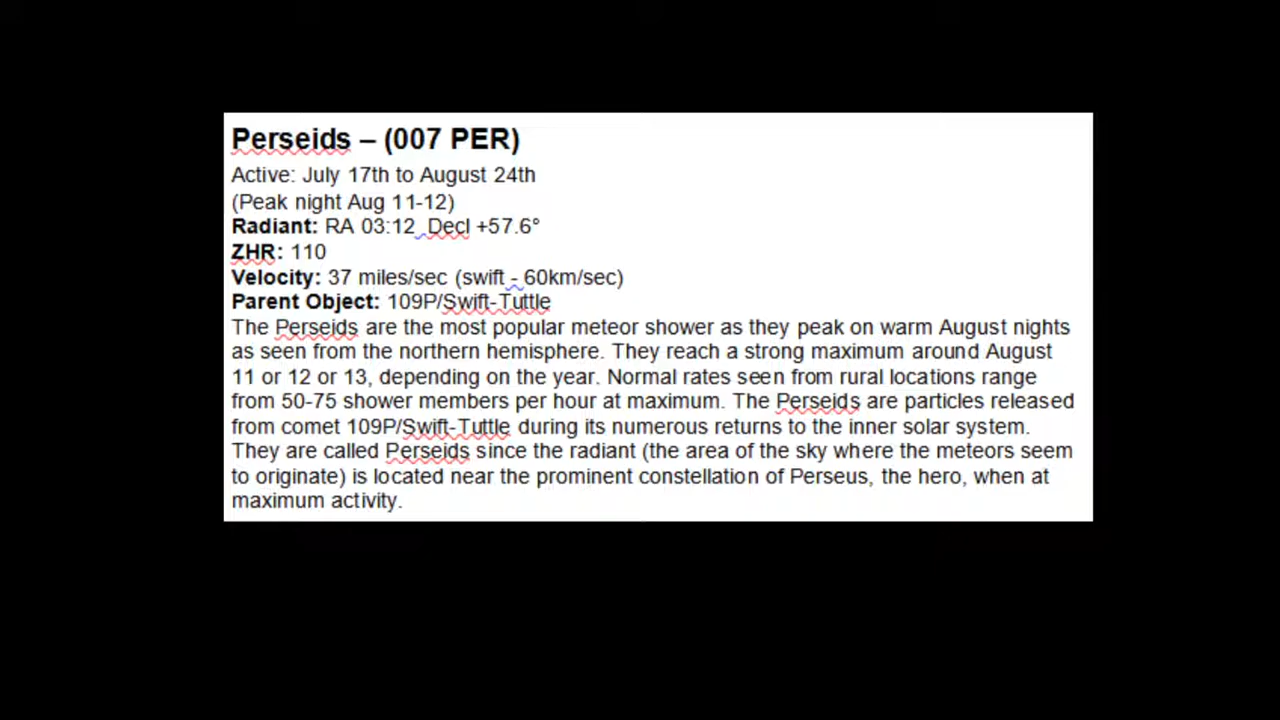 Perseids – (007 PER)
Active: July 17th to August 24th
(Peak night Aug 11-12)
Radiant: RA 03:12 Decl +57.6°
ZHR: 110
Velocity: 37 miles/sec (swift - 60km/sec)
Parent Object: 109P/Swift-Tuttle
The Perseids are the most popular meteor shower as they peak on warm August nights
as seen from the northern hemisphere. They reach a strong maximum around August
11 or 12 or 13, depending on the year. Normal rates seen from rural locations range
from 50-75 shower members per hour at maximum. The Perseids are particles released
from comet 109P/Swift-Tuttle during its numerous returns to the inner solar system.
They are called Perseids since the radiant (the area of the sky where the meteors seem
to originate) is located near the prominent constellation of Perseus, the hero, when at
maximum activity.